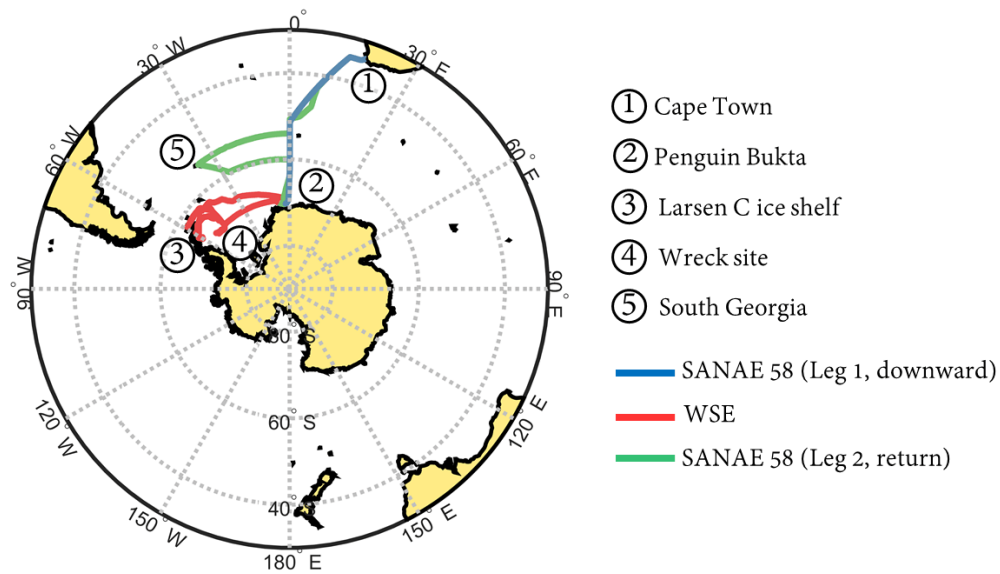 0°
30° W
30° E
60° W
60° E
90° W
90° E
120° W
120° E
150° W
150° E
180° E
80° S
60° S
40° S
1
2
3
4
5
1 Cape Town
2 Penguin Bukta
3 Larsen C ice shelf
4 Wreck site
5 South Georgia
SANAE 58 (Leg 1, downward)
WSE
SANAE 58 (Leg 2, return)